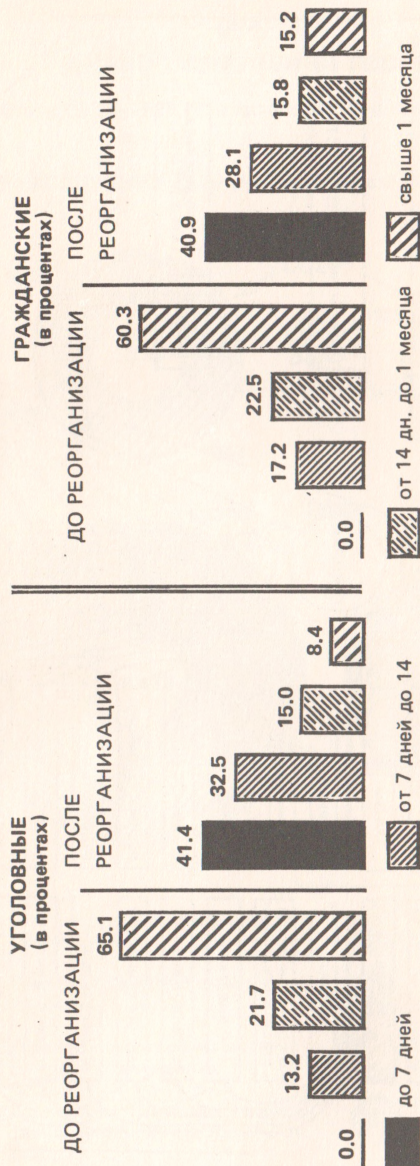 УГОЛОВНЫЕ
(в процентах)
ДО РЕОРГАНИЗАЦИИ
ПОСЛЕ
РЕОРГАНИЗАЦИИ
0.0
13.2
21.7
65.1
41.4
32.5
15.0
8.4
ГРАЖДАНСКИЕ
(в процентах)
ДО РЕОРГАНИЗАЦИИ
ПОСЛЕ
РЕОРГАНИЗАЦИИ
0.0
17.2
22.5
60.3
40.9
28.1
15.8
15.2
до 7 дней
от 7 дней до 14
от 14 дн. до 1 месяца
свыше 1 месяца